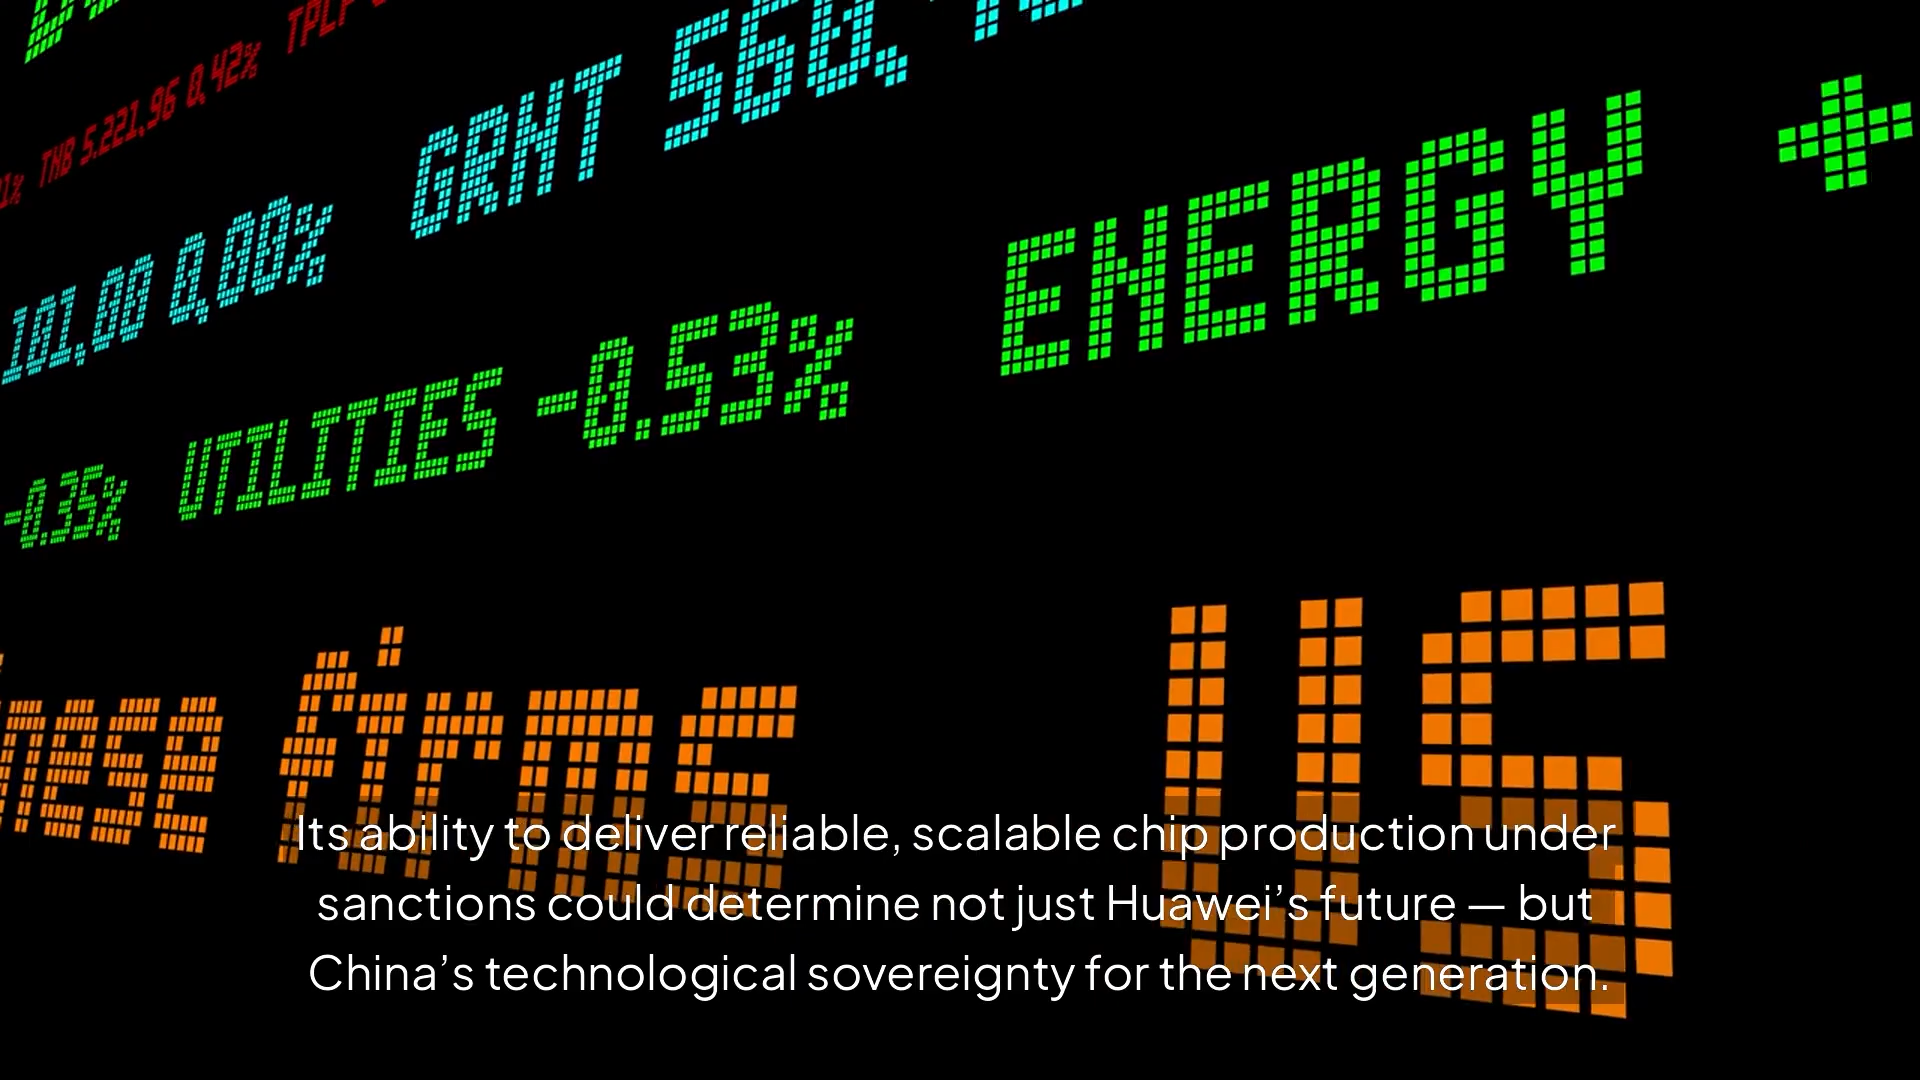 TNB 5.221,96 0,42%
101,00 0,00% GRNT 560,
-0.35% UTILITIES -0.53% ENERGY +
firms US
Its ability to deliver reliable, scalable chip production under
sanctions could determine not just Huawei’s future — but
China’s technological sovereignty for the next generation.